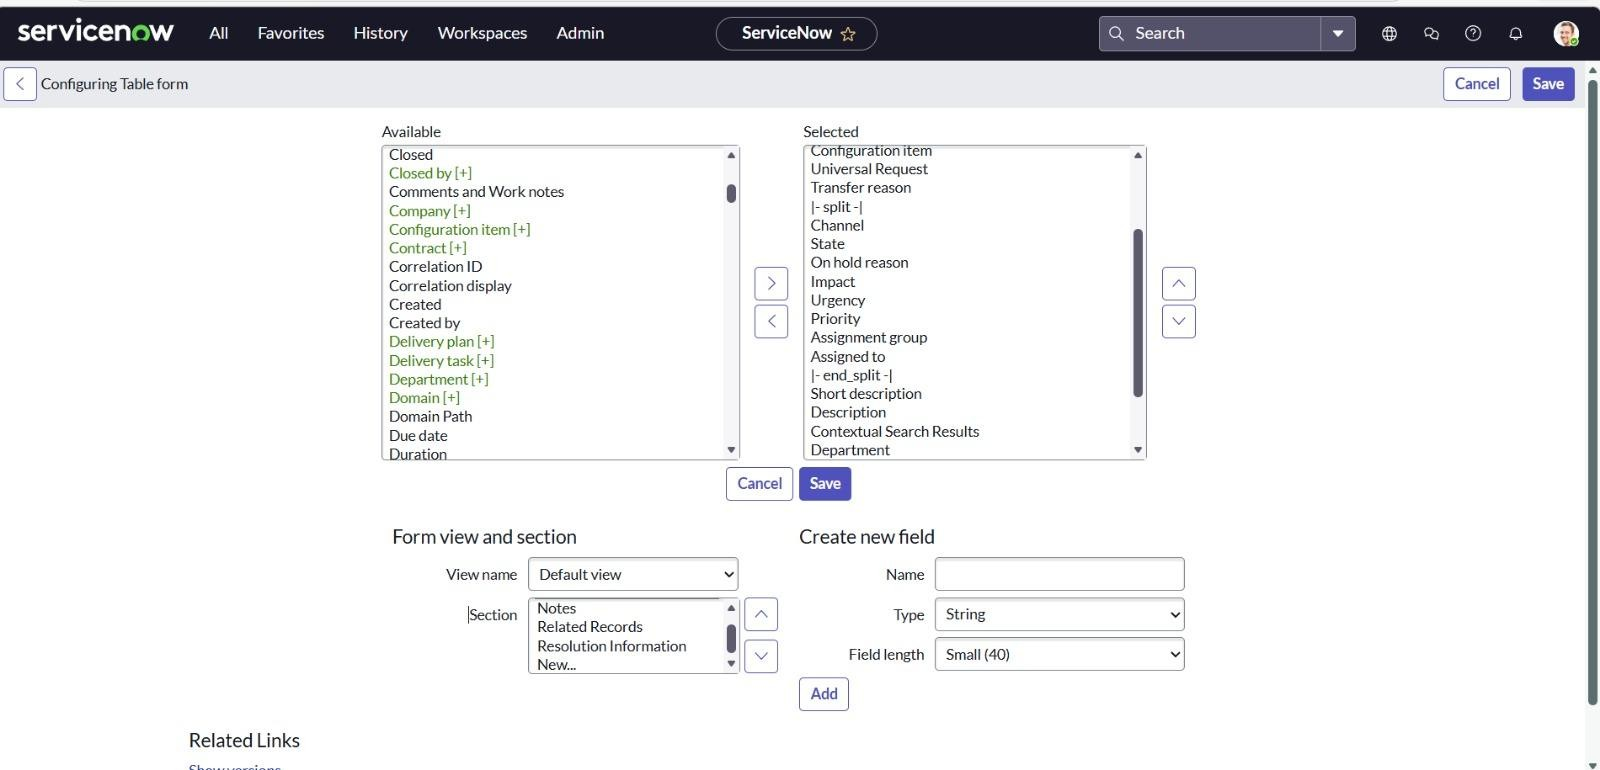 servicenow
All
Favorites
History
Workspaces
Admin
ServiceNow
Search
Configuring Table form
Cancel
Save
Available
Closed
Closed by [+]
Comments and Work notes
Company [+]
Configuration item [+]
Contract [+]
Correlation ID
Correlation display
Created
Created by
Delivery plan [+]
Delivery task [+]
Department [+]
Domain [+]
Domain Path
Due date
Duration
Selected
Configuration item
Universal Request
Transfer reason
|- split -|
Channel
State
On hold reason
Impact
Urgency
Priority
Assignment group
Assigned to
|- end_split -|
Short description
Description
Contextual Search Results
Department
Cancel
Save
Form view and section
View name
Default view
Section
Notes
Related Records
Resolution Information
New...
Create new field
Name
Type
String
Field length
Small (40)
Add
Related Links
Show versions